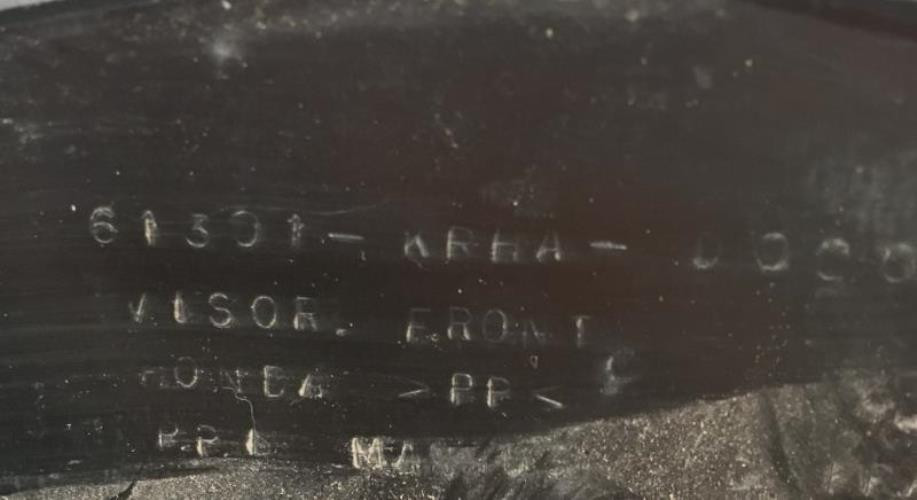 61301-KRHA-0000
VISOR, FRONT
HONDA >PP<